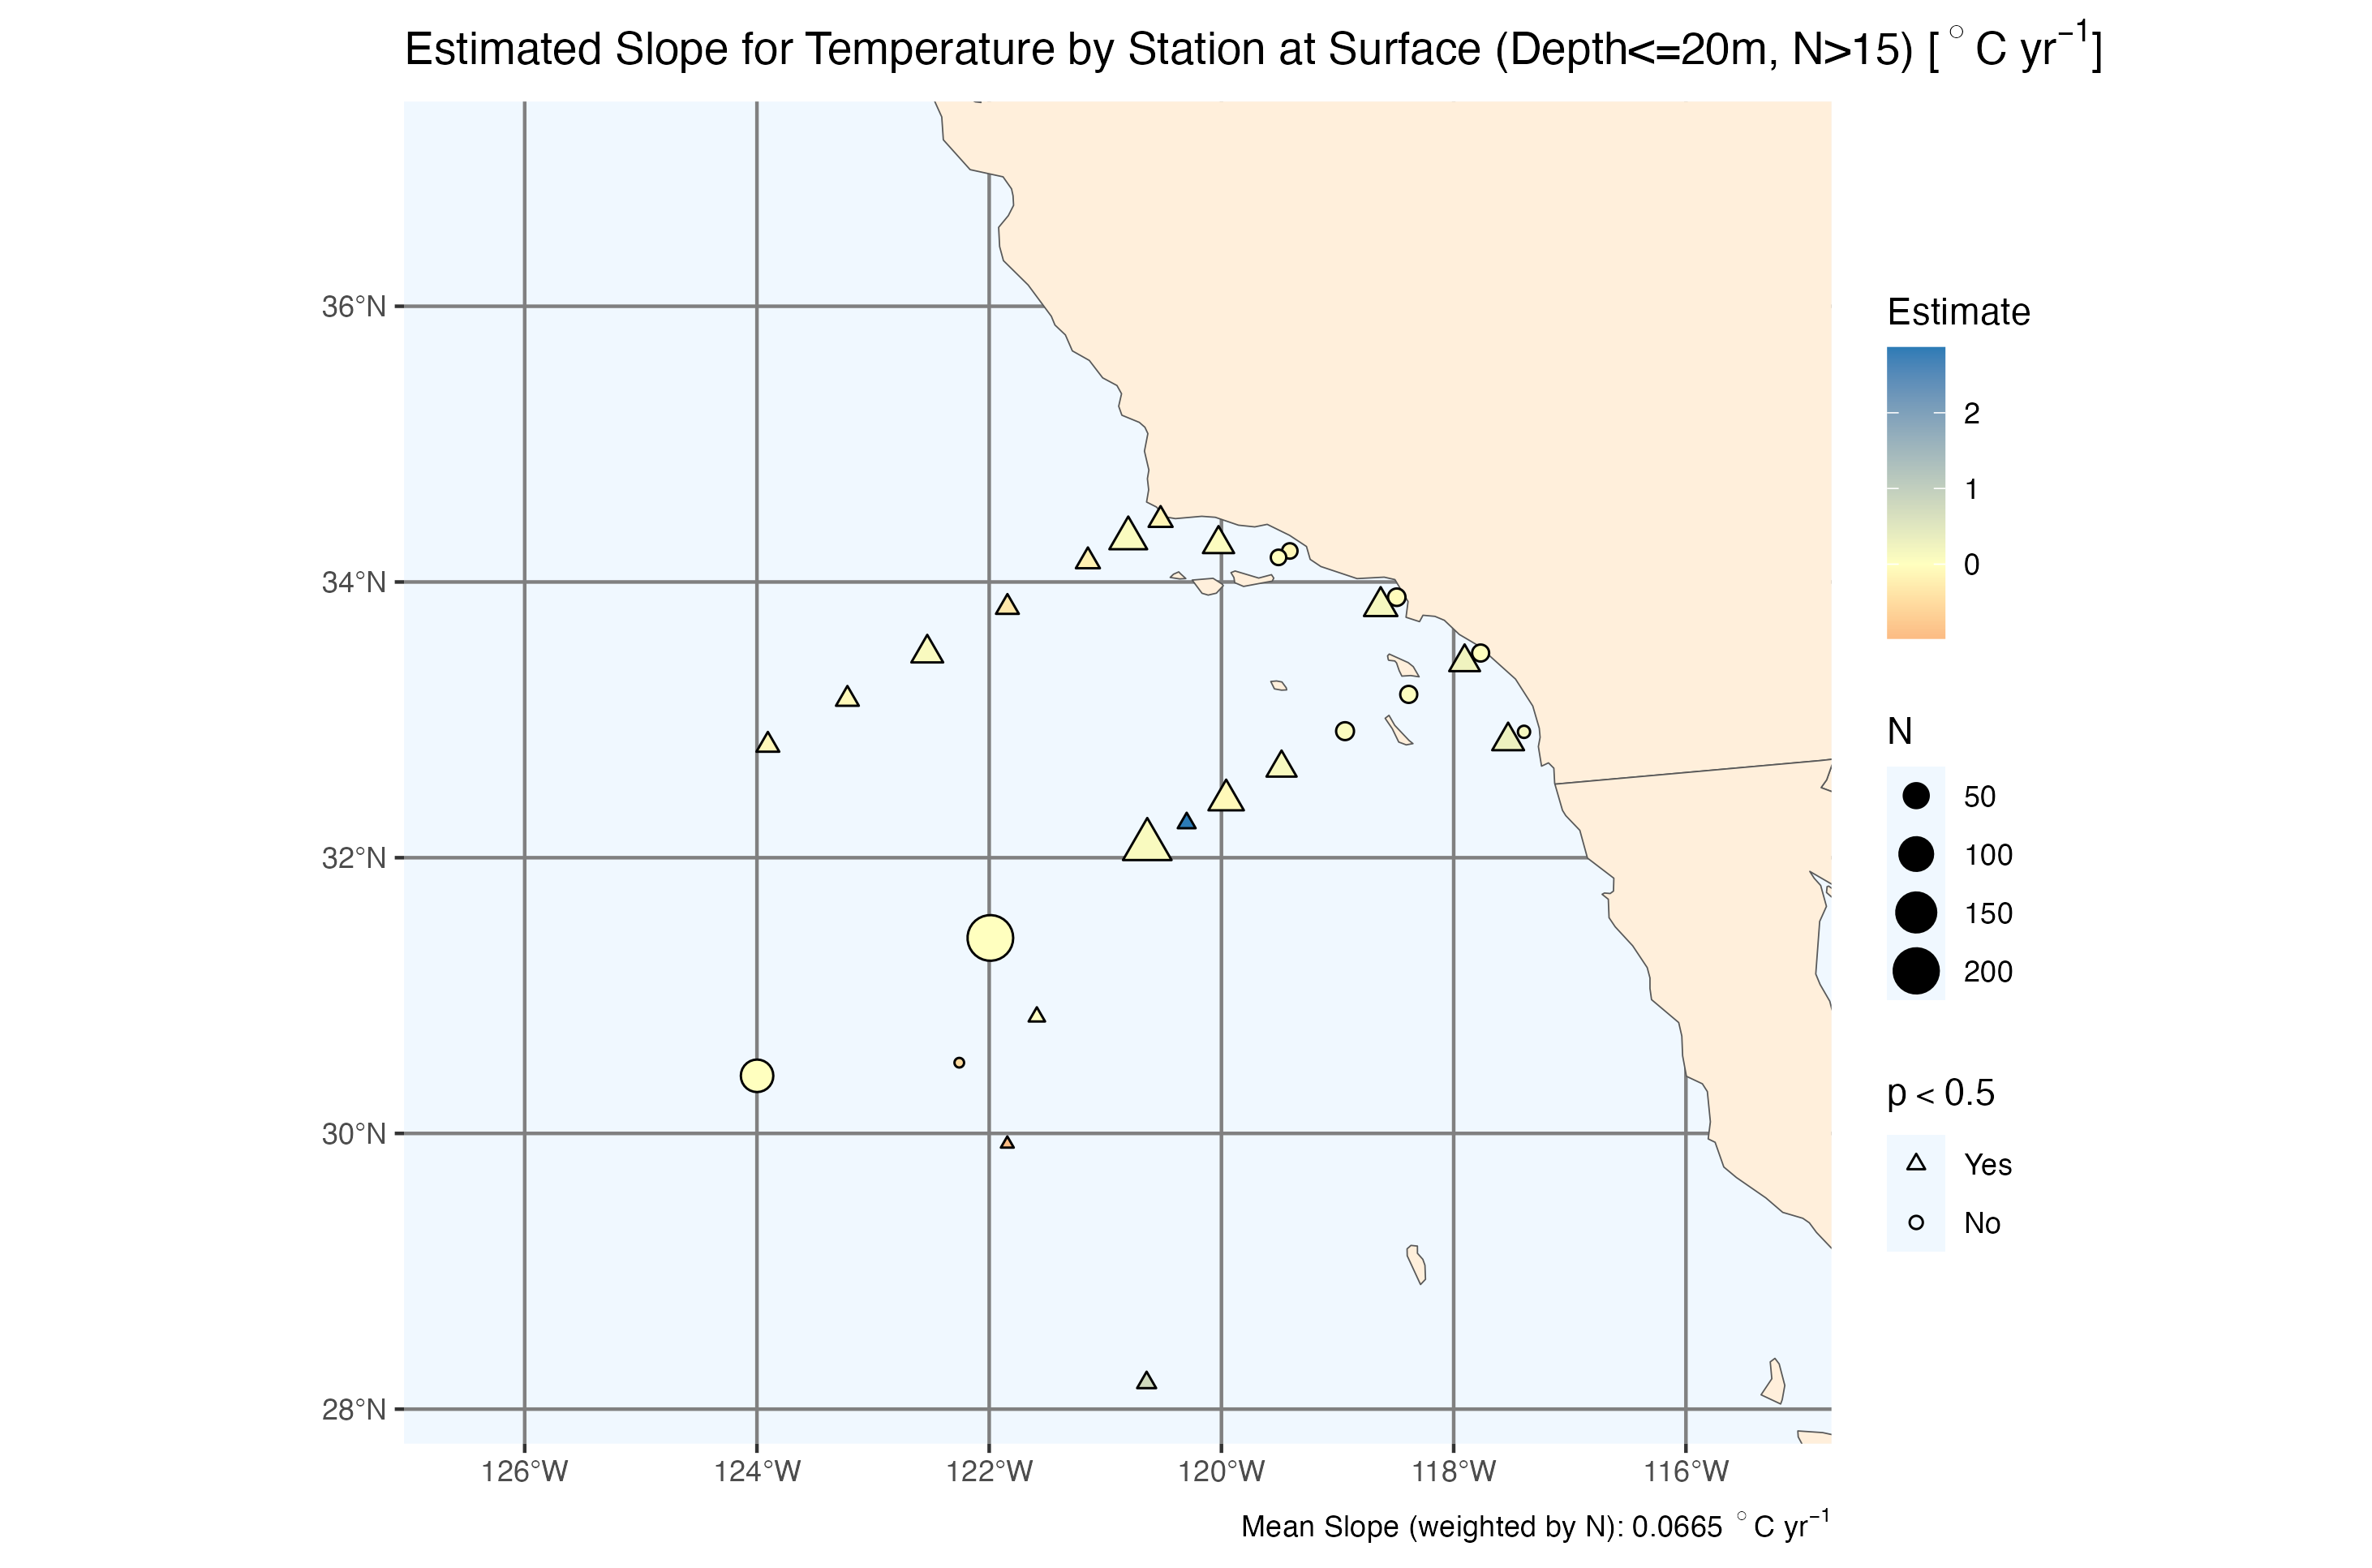 Estimated Slope for Temperature by Station at Surface (Depth<=20m, N>15) [°C yr⁻¹]
36°N
34°N
32°N
30°N
28°N
126°W
124°W
122°W
120°W
118°W
116°W
Mean Slope (weighted by N): 0.0665 °C yr⁻¹
Estimate
2
1
0
N
50
100
150
200
p < 0.5
Yes
No